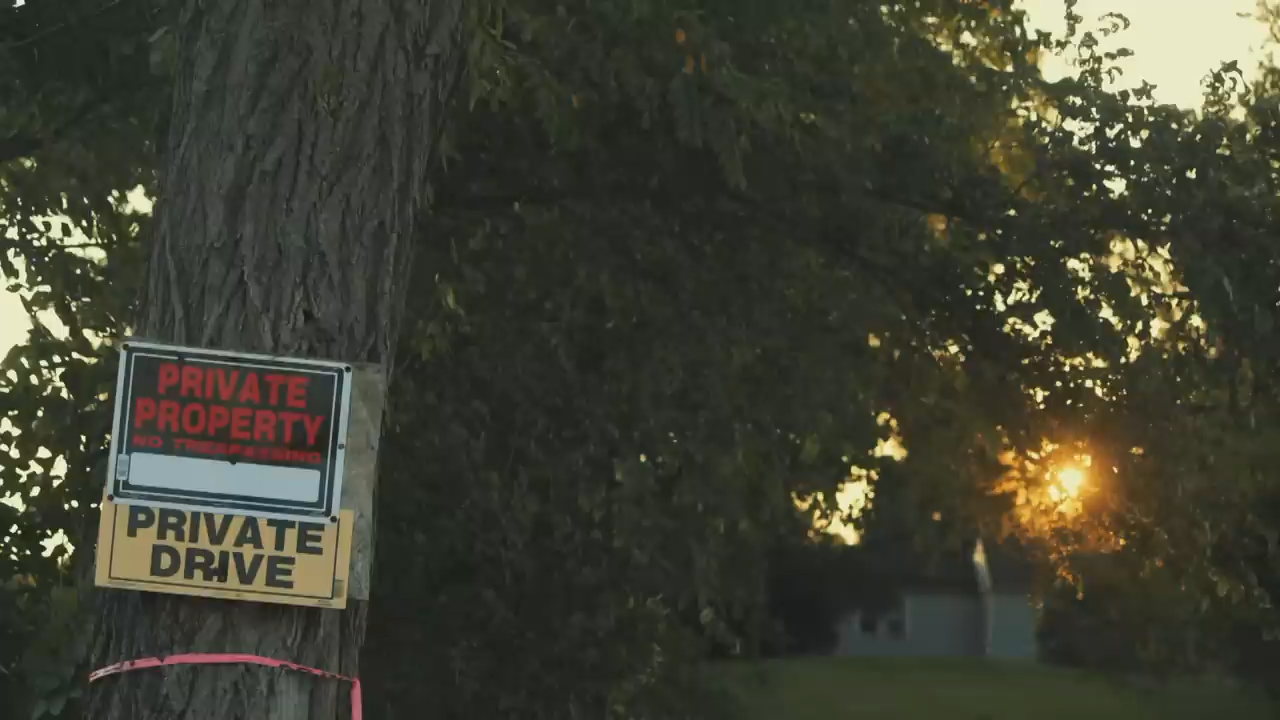 PRIVATE
PROPERTY
NO TRESPASSING
PRIVATE
DRIVE